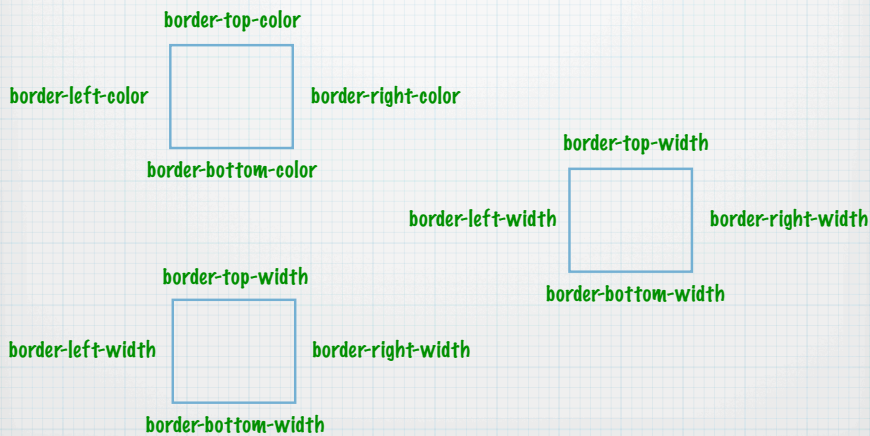 border-top-color
border-left-color
border-right-color
border-bottom-color
border-top-width
border-left-width
border-right-width
border-bottom-width
border-top-width
border-left-width
border-right-width
border-bottom-width